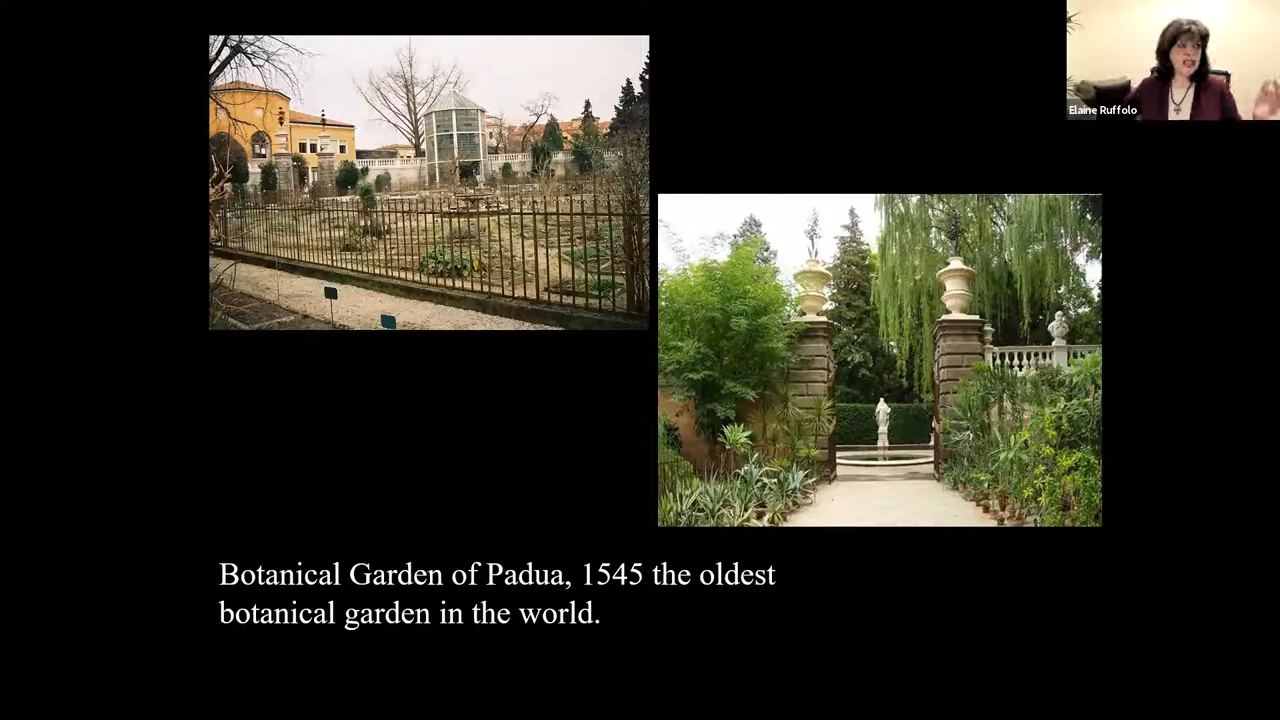 Elaine Ruffolo
Botanical Garden of Padua, 1545 the oldest
botanical garden in the world.